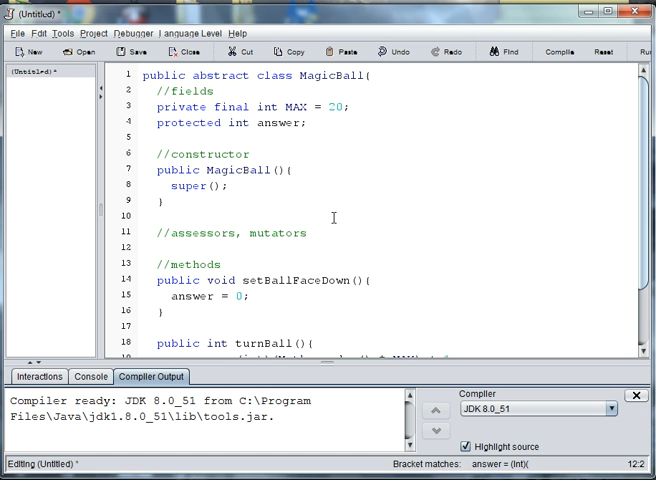 (Untitled) *
File Edit Tools Project Debugger Language Level Help
New Open Save Close Cut Copy Paste Undo Redo Find Compile Reset
(Untitled) *
1 public abstract class MagicBall{
2 //fields
3 private final int MAX = 20;
4 protected int answer;
5
6 //constructor
7 public MagicBall(){
8 super();
9 }
10
11 //assessors, mutators
12
13 //methods
14 public void setBallFaceDown(){
15 answer = 0;
16 }
17
18 public int turnBall(){
Interactions Console Compiler Output
Compiler ready: JDK 8.0_51 from C:\Program
Files\Java\jdk1.8.0_51\lib\tools.jar.
Compiler
JDK 8.0_51
Highlight source
Editing (Untitled) * Bracket matches: answer = (int)( 12:2